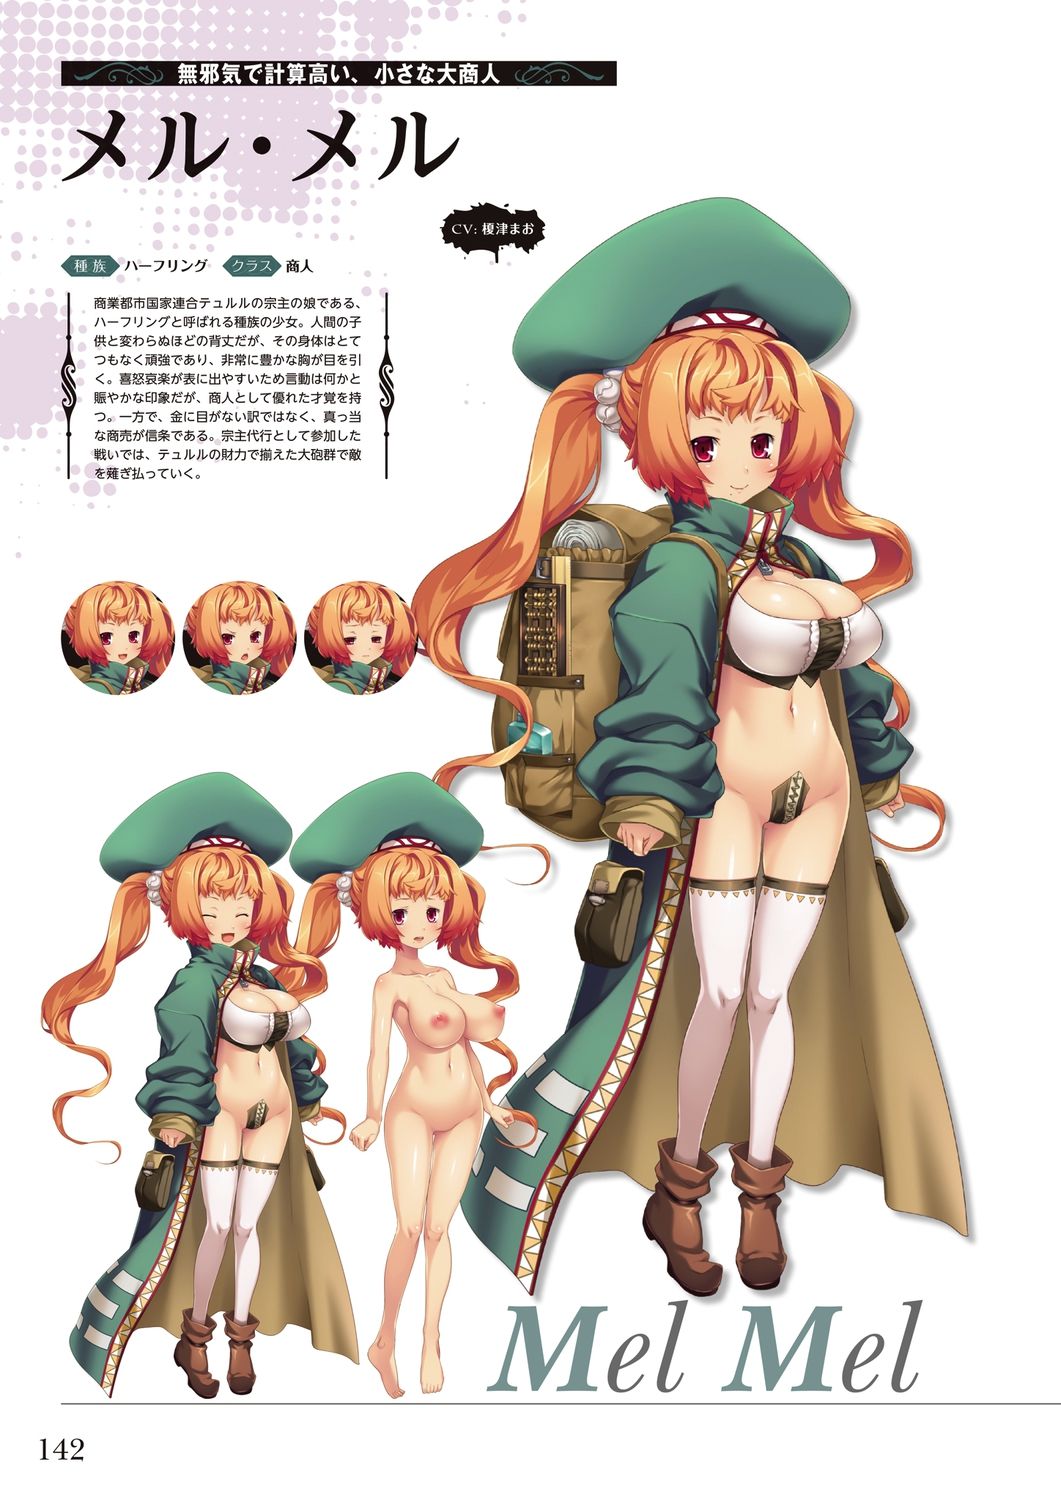 無邪気で計算高い、小さな大商人
メル・メル
CV: 榎津まお
種族 ハーフリング クラス 商人
商業都市国家連合テュルルの宗主の娘である、
ハーフリングと呼ばれる種族の少女。人間の子
供と変わらぬほどの背丈だが、その身体はとて
つもなく頑強であり、非常に豊かな胸が目を引
く。喜怒哀楽が表に出やすいため言動は何かと
賑やかな印象だが、商人として優れた才覚を持
つ。一方で、金に目がない訳ではなく、真っ当
な商売が信条である。宗主代行として参加した
戦いでは、テュルルの財力で揃えた大砲群で敵
を薙ぎ払っていく。
Mel Mel
142